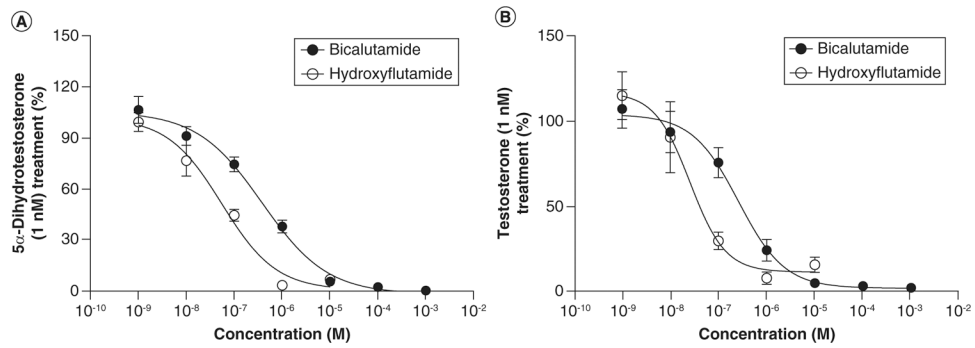 A
150
120
90
60
30
0
5α-Dihydrotestosterone
(1 nM) treatment (%)
Bicalutamide
Hydroxyflutamide
10-10 10-9 10-8 10-7 10-6 10-5 10-4 10-3 10-2
Concentration (M)
B
150
100
50
0
Testosterone (1 nM)
treatment (%)
Bicalutamide
Hydroxyflutamide
10-10 10-9 10-8 10-7 10-6 10-5 10-4 10-3 10-2
Concentration (M)